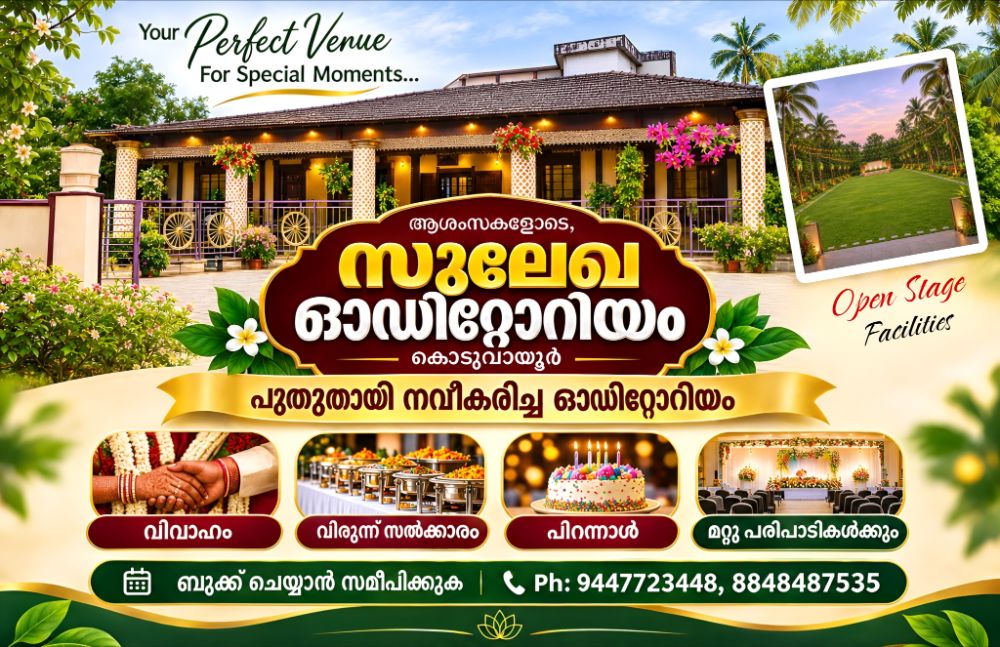 Your Perfect Venue
For Special Moments...
ആശംസകളോടെ,
സുലേഖ
ഓഡിറ്റോറിയം
കൊടുവായൂർ
Open Stage
Facilities
പുതുതായി നവീകരിച്ച ഓഡിറ്റോറിയം
വിവാഹം
വിരുന്ന് സൽക്കാരം
പിറന്നാൾ
മറ്റു പരിപാടികൾക്കും
ബുക്ക് ചെയ്യാൻ സമീപിക്കുക
Ph: 9447723448, 8848487535